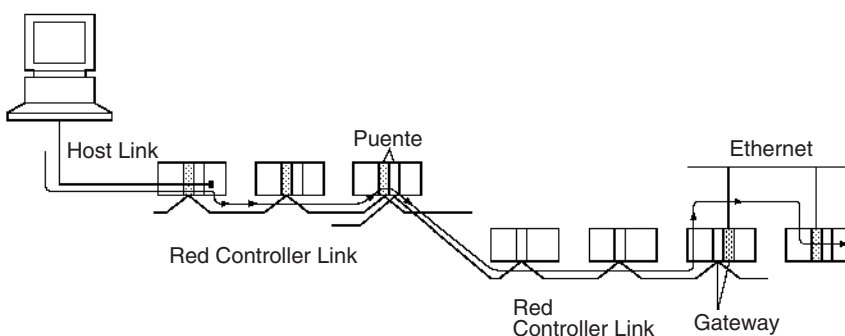 Host Link
Puente
Ethernet
Red Controller Link
Red
Controller Link
Gateway